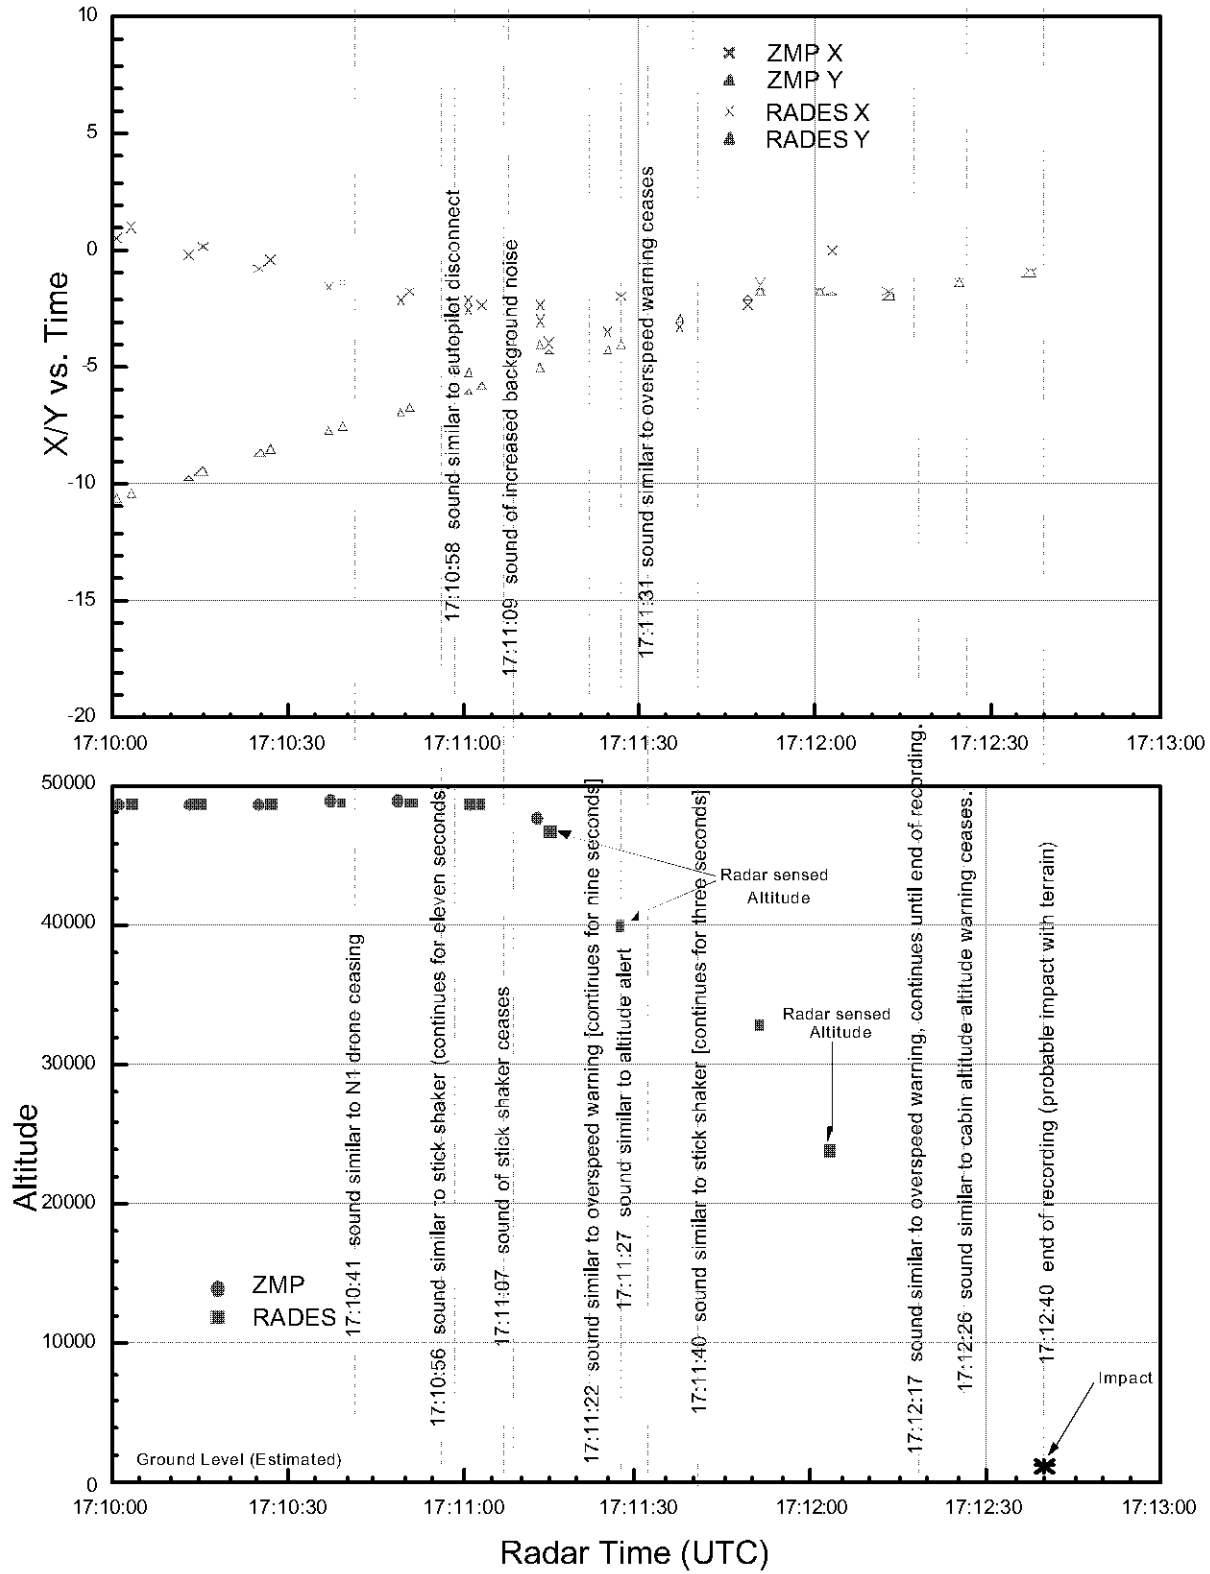 10
5
0
-5
-10
-15
-20
X/Y vs. Time
ZMP X
ZMP Y
RADES X
RADES Y
17:10:58 sound similar to autopilot disconnect
17:11:09 sound of increased background noise
17:11:31 sound similar to overspeed warning ceases
17:10:00
17:10:30
17:11:00
17:11:30
17:12:00
17:12:30
17:13:00
50000
40000
30000
20000
10000
0
Altitude
17:10:41 sound similar to N1 drone ceasing
17:10:56 sound similar to stick shaker (continues for eleven seconds
17:11:07 sound of stick shaker ceases
17:11:22 sound similar to overspeed warning [continues for nine seconds]
17:11:27 sound similar to altitude alert
17:11:40 sound similar to stick shaker [continues for three seconds]
17:12:17 sound similar to overspeed warning, continues until end of recording.
17:12:26 sound similar to cabin altitude altitude warning ceases.
17:12:40 end of recording (probable impact with terrain)
Radar sensed
Altitude
Radar sensed
Altitude
ZMP
RADES
Impact
Ground Level (Estimated)
17:10:00
17:10:30
17:11:00
17:11:30
17:12:00
17:12:30
17:13:00
Radar Time (UTC)